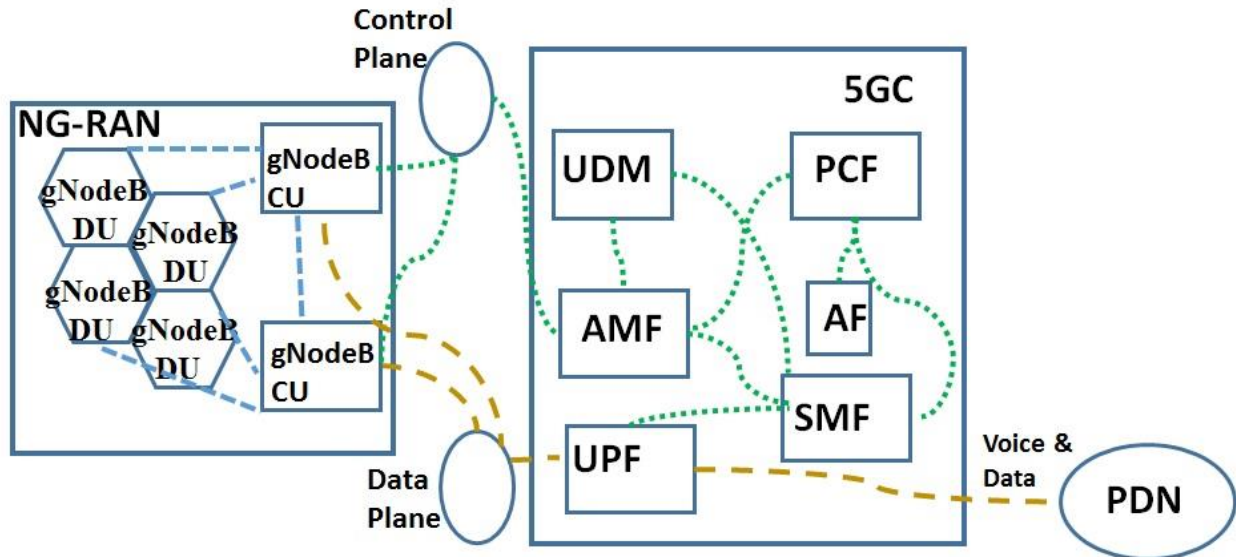 Control
Plane
5GC
NG-RAN
gNodeB
CU
gNodeB
DU
gNodeB
DU
gNodeB
DU
gNodeB
DU
gNodeB
CU
UDM
PCF
AMF
AF
SMF
UPF
Data
Plane
Voice &
Data
PDN